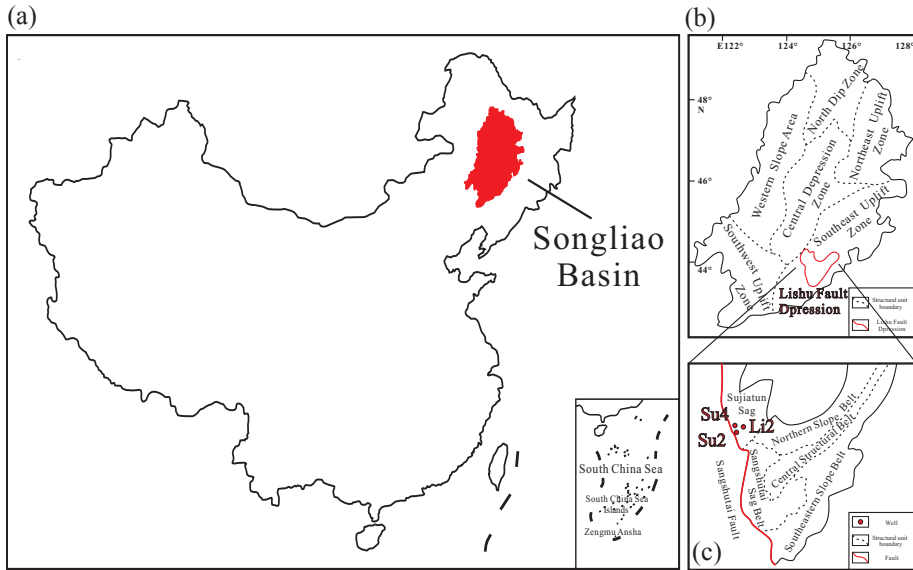 (a)
Songliao
Basin
South China Sea
South China Sea
Islands
Zengmu Ansha
(b)
E122° 124° 126° 128°
48°
N
46°
44°
North Dip Zone
Western Slope Area
Northeast Uplift
Zone
Central Depression
Zone
Southeast Uplift
Zone
Southwest Uplift
Zone
Lishu Fault
Dpression
Structural unit
boundary
Lishu Fault
Dpression
Sujiatun
Sag
Su4
Li2
Su2
Northern Slope Belt
Central Structural Belt
Sangshutai
Sag Belt
Sangshutai Fault
Southeastern Slope Belt
(c)
Well
Structural unit
boundary
Fault